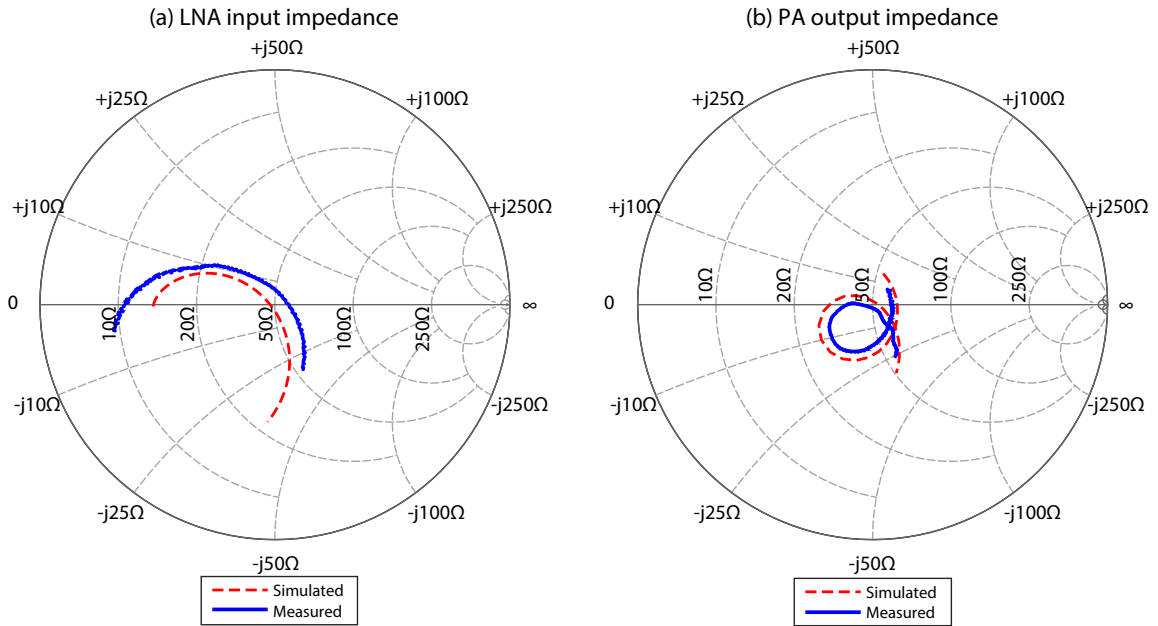 (a) LNA input impedance
+j50Ω
+j25Ω
+j100Ω
+j10Ω
+j250Ω
0
10Ω
20Ω
50Ω
100Ω
250Ω
∞
-j10Ω
-j250Ω
-j25Ω
-j100Ω
-j50Ω
Simulated
Measured
(b) PA output impedance
+j50Ω
+j25Ω
+j100Ω
+j10Ω
+j250Ω
0
10Ω
20Ω
50Ω
100Ω
250Ω
∞
-j10Ω
-j250Ω
-j25Ω
-j100Ω
-j50Ω
Simulated
Measured